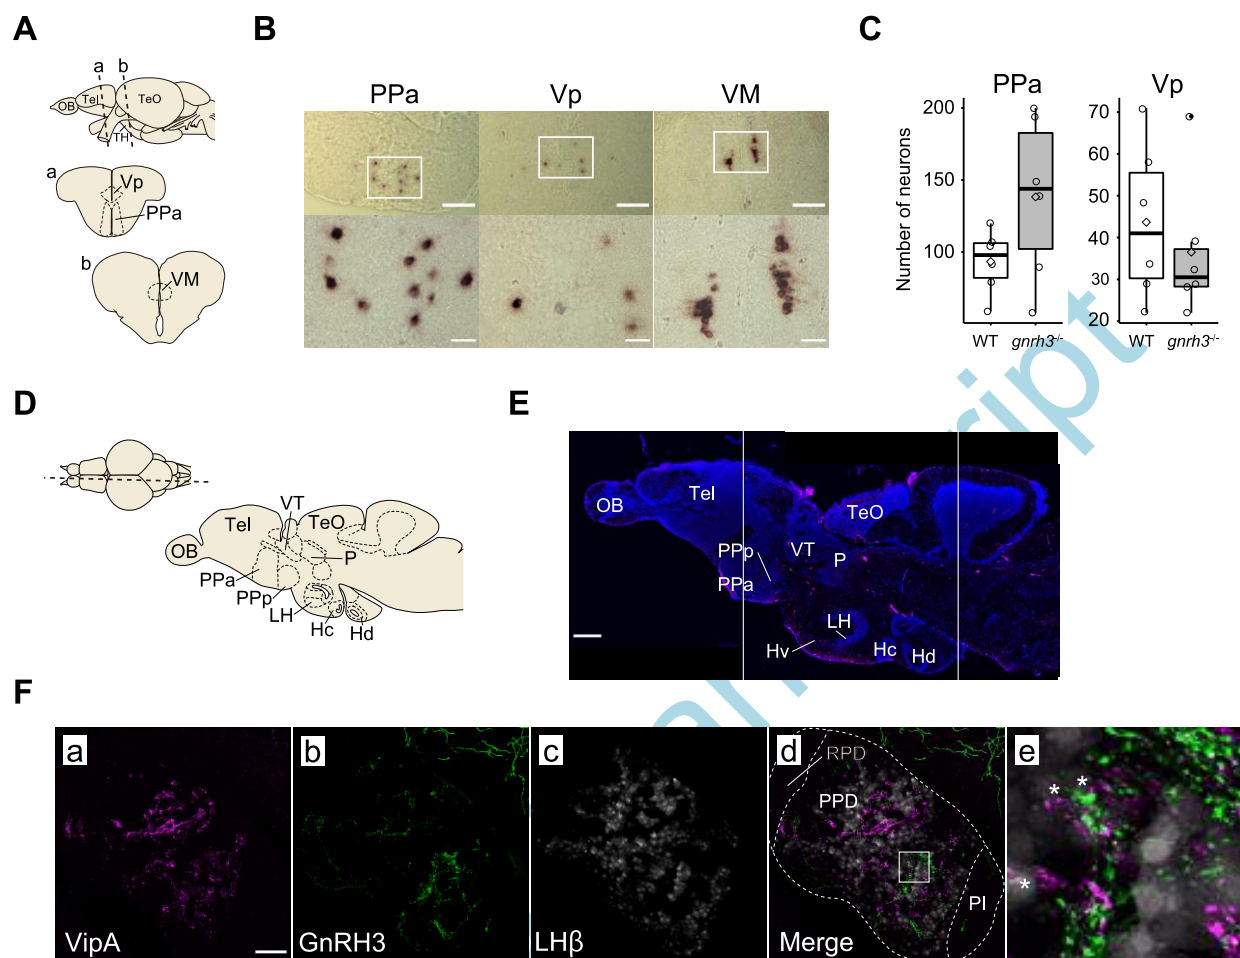 A
a b
OB Tel TeO
TH
a
Vp
PPa
b
VM
B
PPa Vp VM
C
PPa Vp
Number of neurons
200
150
100
70
60
50
40
30
20
WT gnrh3-/- WT gnrh3-/-
D
VT
Tel TeO
OB
P
PPa
PPp
LH
Hc Hd
E
OB Tel TeO
PPp VT P
PPa
LH
Hv Hc Hd
F
a b c d e
RPD
PPD
* *
*
PI
VipA GnRH3 LHβ Merge
ript
an